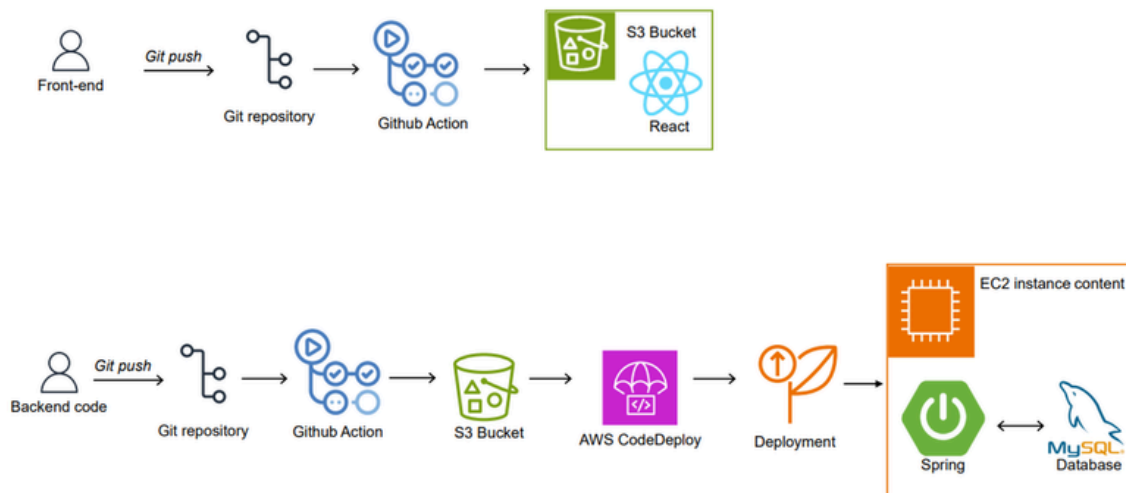 Git push
Front-end
Git repository
Github Action
S3 Bucket
React
Git push
Backend code
Git repository
Github Action
S3 Bucket
AWS CodeDeploy
Deployment
EC2 instance content
Spring
MySQL®
Database